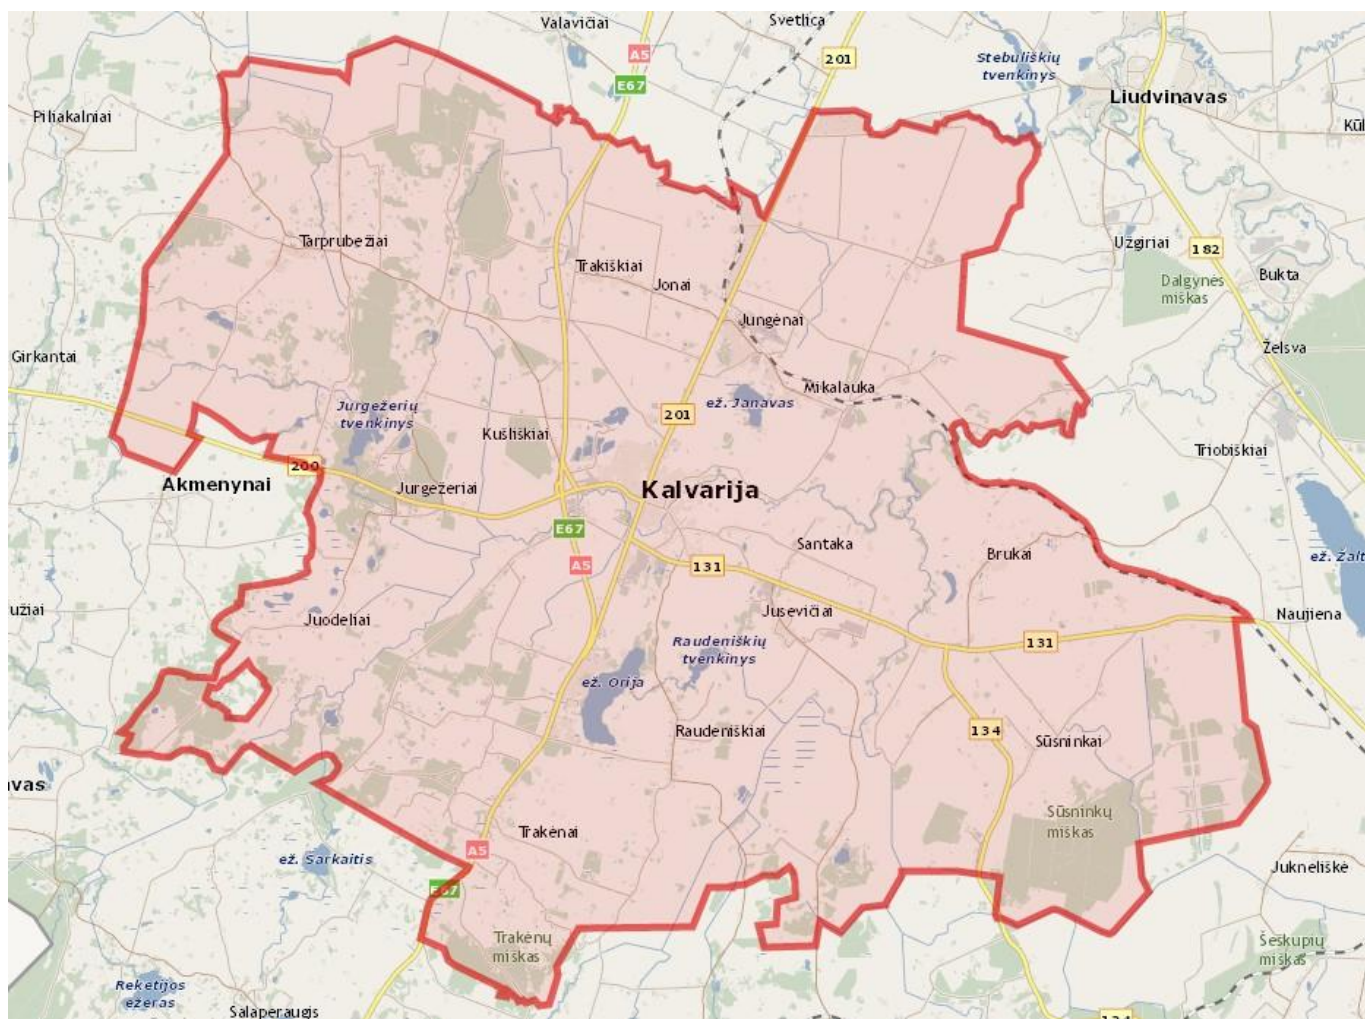 Valavičiai
Svetlica
A5
201
Stebuliškių
tvenkinys
E67
Liudvinavas
Piliakalniai
Tarprubežiai
Užgiriai
182
Trakiškiai
Bukta
Jonai
Dalgynės
miškas
Jungėnai
Girkantai
Želsva
Mikalauka
Jurgežerių
tvenkinys
201
ež. Janavas
Kušliškiai
Triobiškiai
200
Akmenynai
Jurgežeriai
Kalvarija
E67
Santaka
Brukai
A5
131
Juodeliai
Jusevičiai
Naujiena
Raudeniškių
tvenkinys
131
ež. Orija
Raudeniškiai
134
Sūsninkai
Sūsninkų
miškas
Trakėnai
A5
ež. Sarkaitis
Jukneliškė
E67
Trakėnų
miškas
Šeškupių
miškas
Reketijos
ežeras
Salaperaugis
134